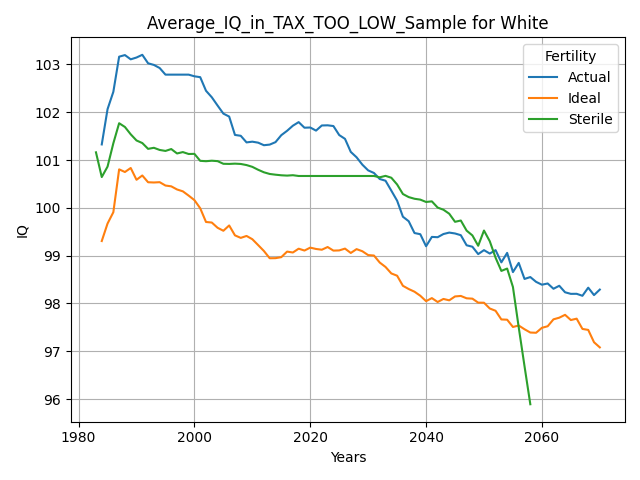 Average_IQ_in_TAX_TOO_LOW_Sample for White
Fertility
Actual
Ideal
Sterile
103
102
101
100
99
98
97
96
IQ
1980
2000
2020
2040
2060
Years